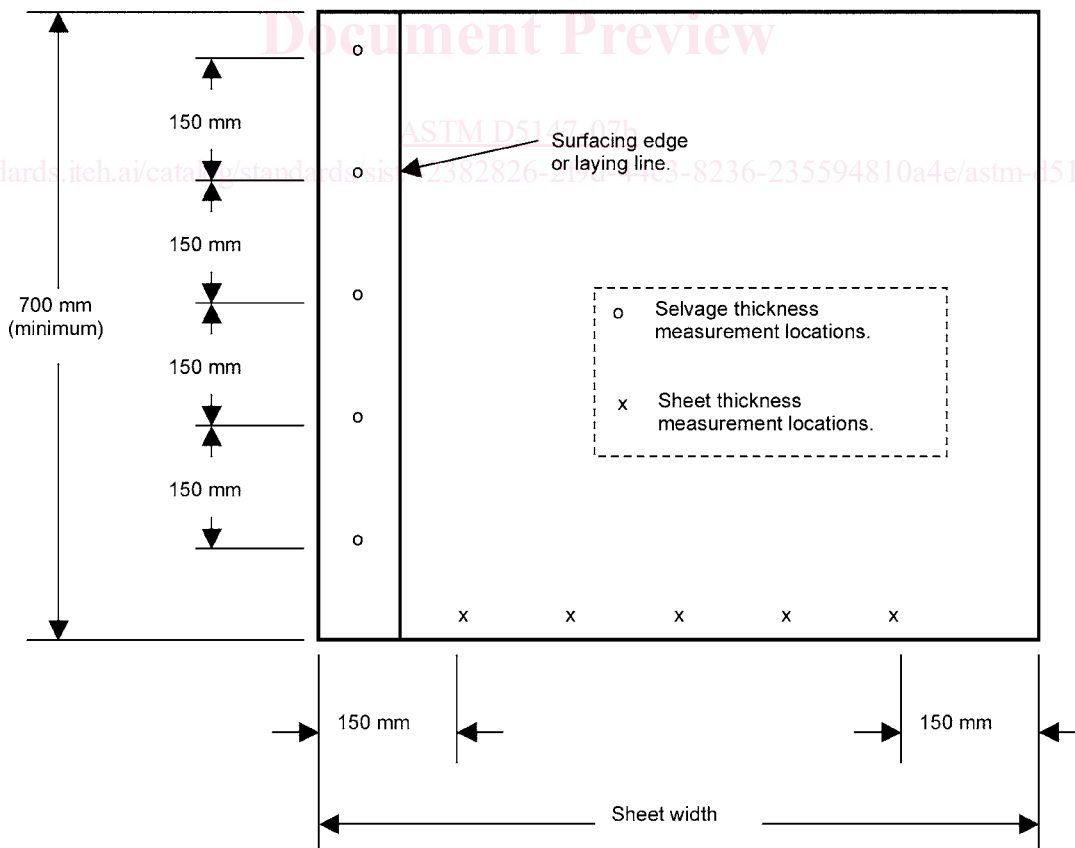 Document Preview
ASTM D5147-07b
150 mm
Surfacing edge
or laying line.
150 mm
700 mm
(minimum)
o Selvage thickness
measurement locations.
150 mm
x Sheet thickness
measurement locations.
150 mm
o
o
o
o
o
x x x x x
150 mm
150 mm
Sheet width